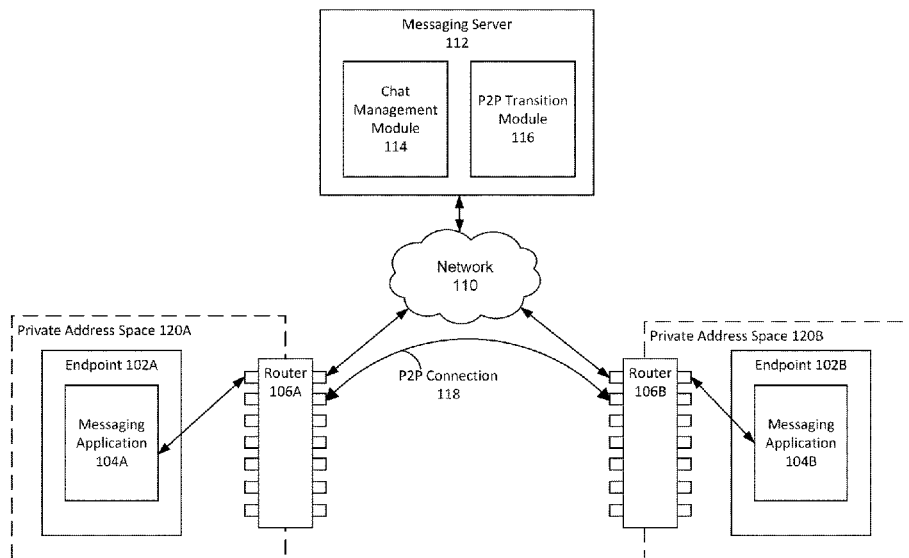 Messaging Server
112
Chat
Management
Module
114
P2P Transition
Module
116
Network
110
Private Address Space 120A
Endpoint 102A
Messaging
Application
104A
Router
106A
P2P Connection
118
Private Address Space 120B
Router
106B
Endpoint 102B
Messaging
Application
104B